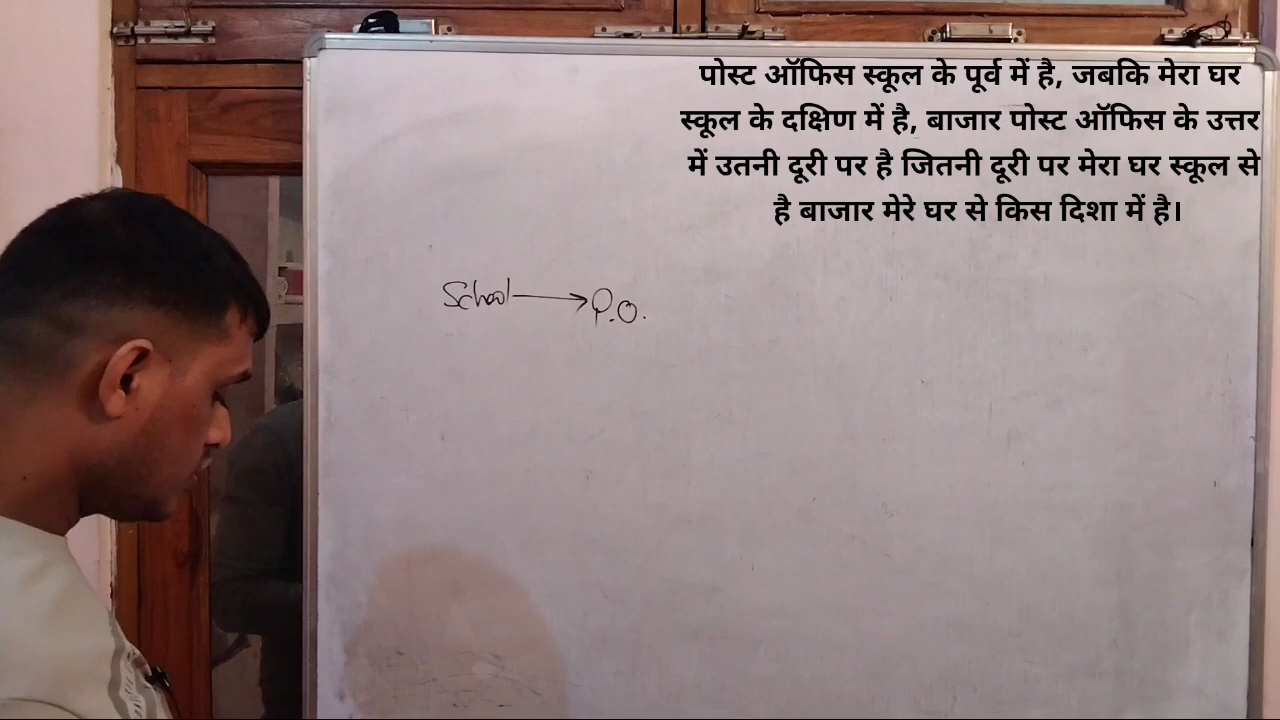 पोस्ट ऑफिस स्कूल के पूर्व में है, जबकि मेरा घर
स्कूल के दक्षिण में है, बाजार पोस्ट ऑफिस के उत्तर
में उतनी दूरी पर है जितनी दूरी पर मेरा घर स्कूल से
है बाजार मेरे घर से किस दिशा में है।
School → P.O.